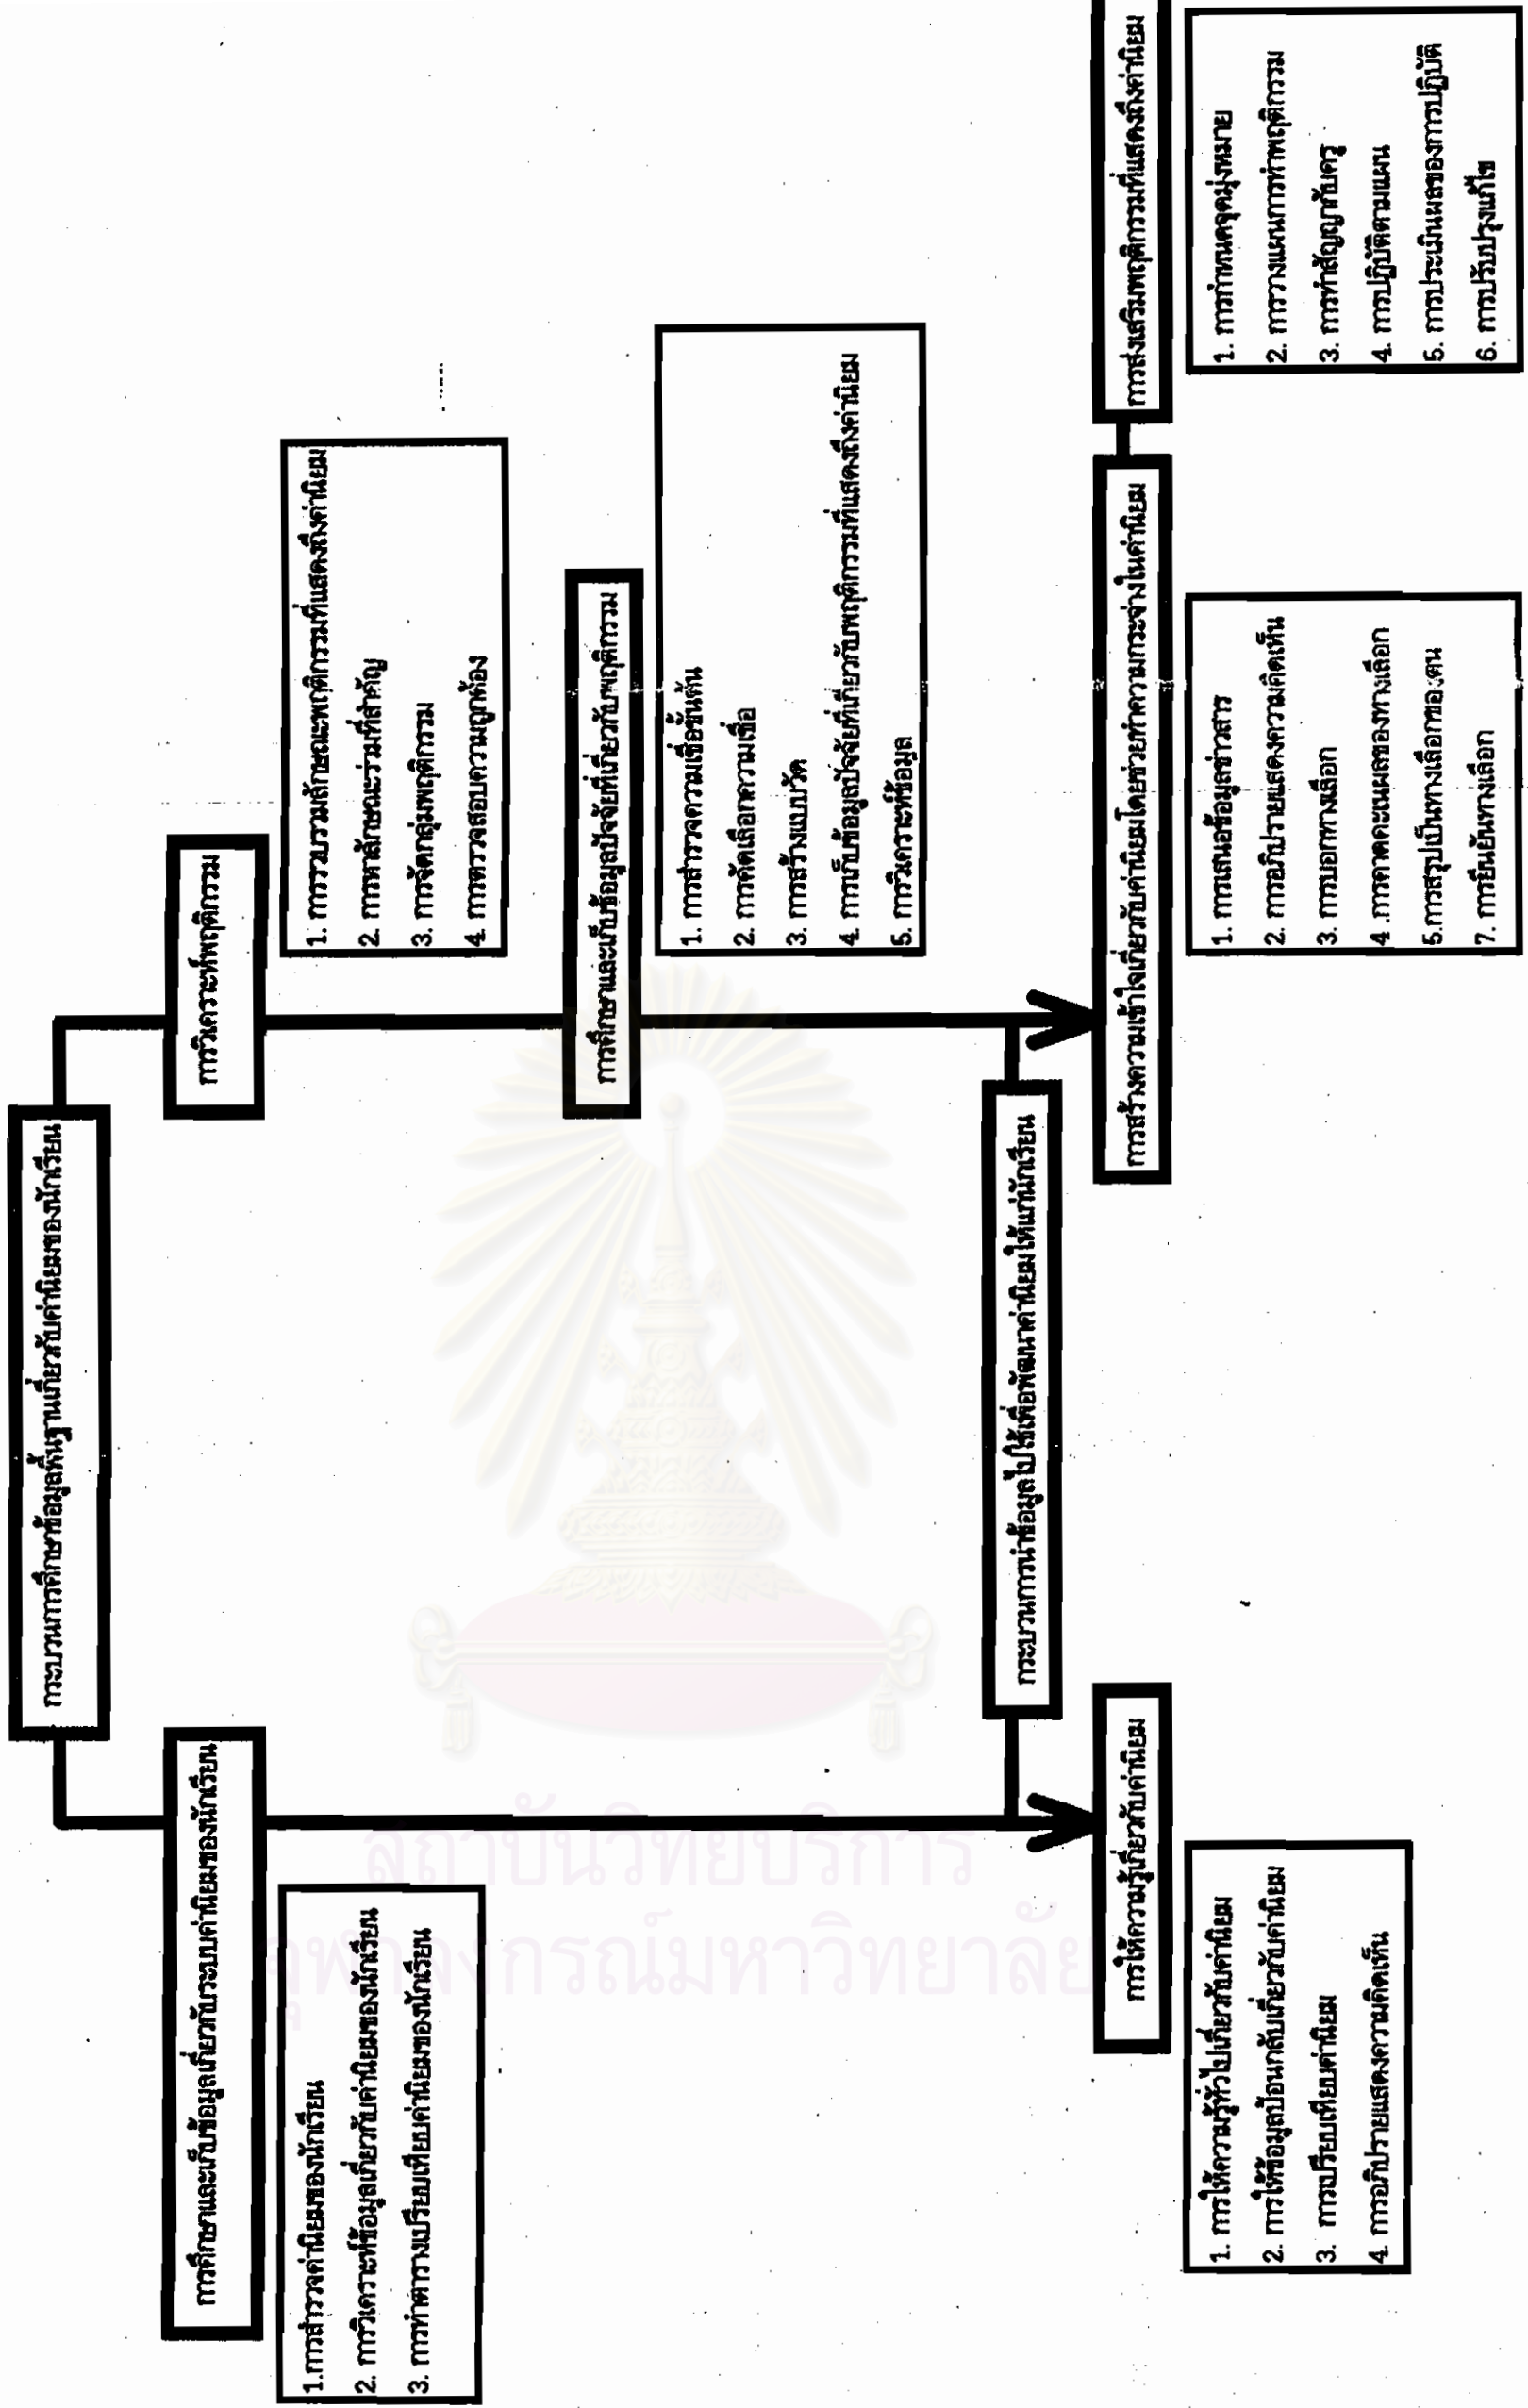 กระบวนการศึกษาข้อมูลพื้นฐานเกี่ยวกับค่านิยมของนักเรียน
การศึกษาและเก็บข้อมูลเกี่ยวกับระบบค่านิยมของนักเรียน
1.การสำรวจค่านิยมของนักเรียน
2. การวิเคราะห์ข้อมูลเกี่ยวกับค่านิยมของนักเรียน
3. การทำตารางเปรียบเทียบค่านิยมของนักเรียน
การวิเคราะห์พฤติกรรม
1. การรวบรวมลักษณะพฤติกรรมที่แสดงถึงค่านิยม
2. การหาลักษณะร่วมที่สำคัญ
3. การจัดกลุ่มพฤติกรรม
4. การตรวจสอบความถูกต้อง
การศึกษาและเก็บข้อมูลปัจจัยที่เกี่ยวกับพฤติกรรม
1. การสำรวจความเชื่อขั้นต้น
2. การคัดเลือกความเชื่อ
3. การสร้างแบบวัด
4. การเก็บข้อมูลปัจจัยที่เกี่ยวกับพฤติกรรมที่แสดงถึงค่านิยม
5. การวิเคราะห์ข้อมูล
กระบวนการนำข้อมูลไปใช้เพื่อพัฒนาค่านิยมให้แก่นักเรียน
การให้ความรู้เกี่ยวกับค่านิยม
1. การให้ความรู้ทั่วไปเกี่ยวกับค่านิยม
2. การให้ข้อมูลป้อนกลับเกี่ยวกับค่านิยม
3. การเปรียบเทียบค่านิยม
4. การอภิปรายแสดงความคิดเห็น
การสร้างความเข้าใจเกี่ยวกับค่านิยมโดยช่วยทำความกระจ่างในค่านิยม
1. การเสนอข้อมูลข่าวสาร
2. การอภิปรายแสดงความคิดเห็น
3. การบอกทางเลือก
4 .การคาดคะเนผลของทางเลือก
5.การสรุปเป็นทางเลือกของตน
7. การยืนยันทางเลือก
การส่งเสริมพฤติกรรมที่แสดงถึงค่านิยม
1. การกำหนดจุดมุ่งหมาย
2. การวางแผนการทำพฤติกรรม
3. การทำสัญญากับครู
4. การปฏิบัติตามแผน
5. การประเมินผลของการปฏิบัติ
6. การปรับปรุงแก้ไข
สถาบันวิทยบริการ
จุฬาลงกรณ์มหาวิทยาลัย